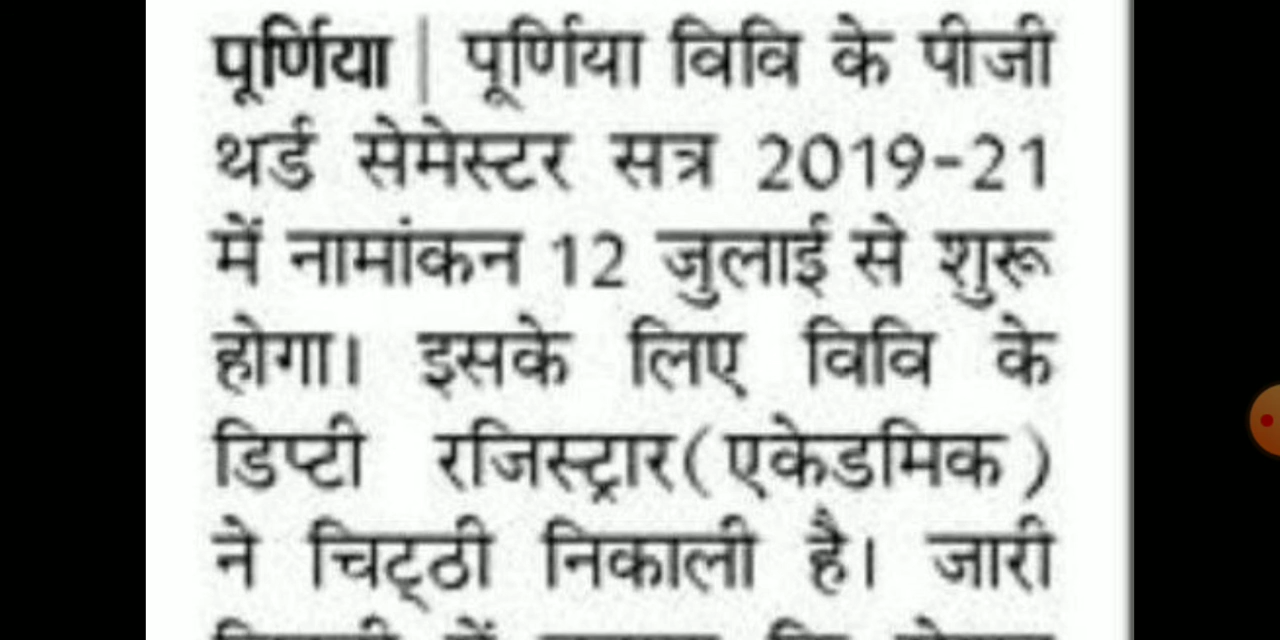 पूर्णिया | पूर्णिया विवि के पीजी
थर्ड सेमेस्टर सत्र 2019-21
में नामांकन 12 जुलाई से शुरू
होगा। इसके लिए विवि के
डिप्टी रजिस्ट्रार(एकेडमिक)
ने चिट्ठी निकाली है। जारी